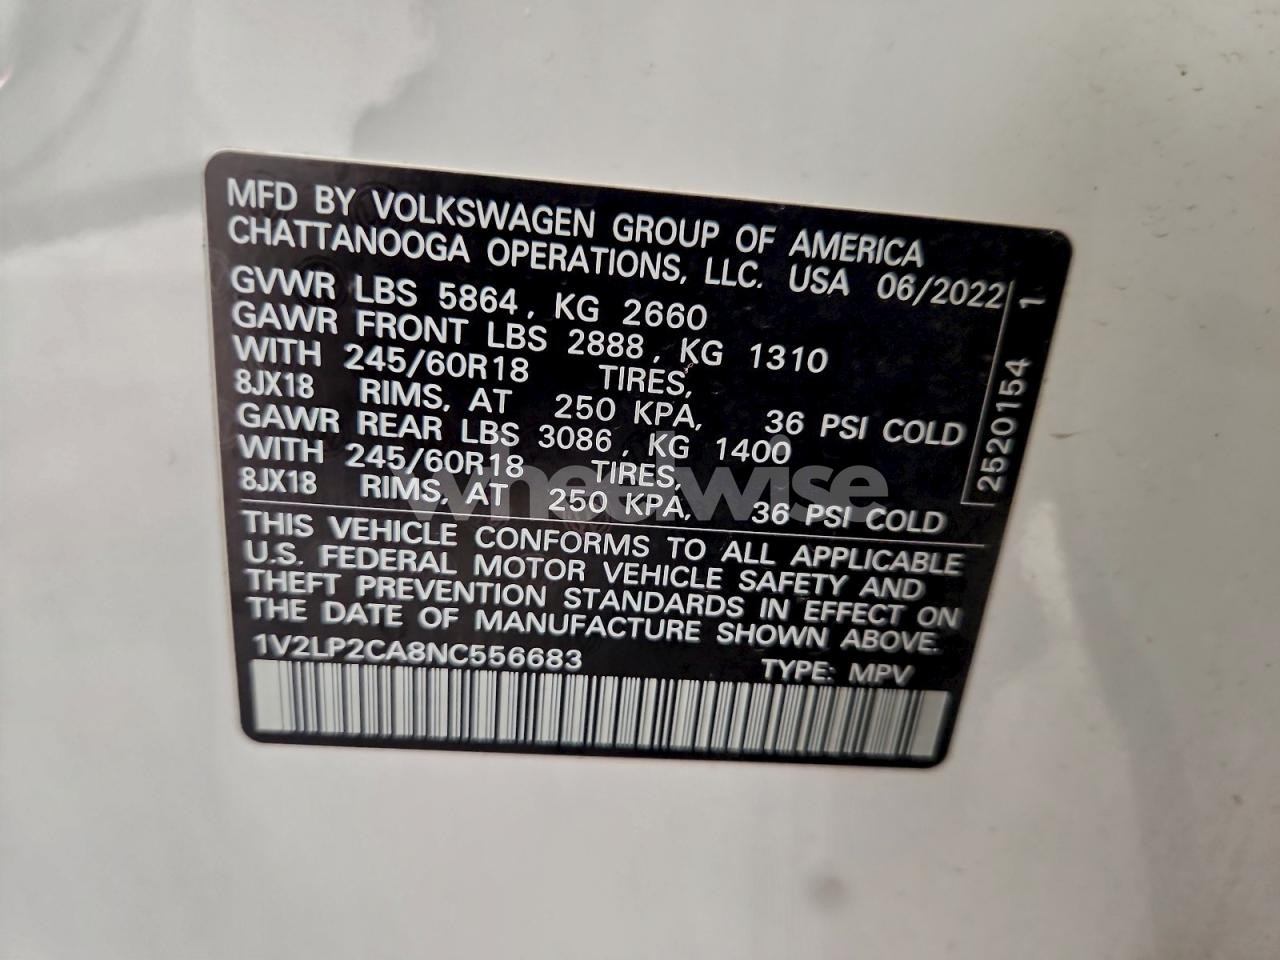 MFD BY VOLKSWAGEN GROUP OF AMERICA
CHATTANOOGA OPERATIONS, LLC. USA 06/2022
GVWR LBS 5864, KG 2660
GAWR FRONT LBS 2888, KG 1310
WITH 245/60R18 TIRES,
8JX18 RIMS, AT 250 KPA, 36 PSI COLD
GAWR REAR LBS 3086, KG 1400
WITH 245/60R18 TIRES,
8JX18 RIMS, AT 250 KPA, 36 PSI COLD
2520154 1
wheelwise
THIS VEHICLE CONFORMS TO ALL APPLICABLE
U.S. FEDERAL MOTOR VEHICLE SAFETY AND
THEFT PREVENTION STANDARDS IN EFFECT ON
THE DATE OF MANUFACTURE SHOWN ABOVE.
1V2LP2CA8NC556683 TYPE: MPV